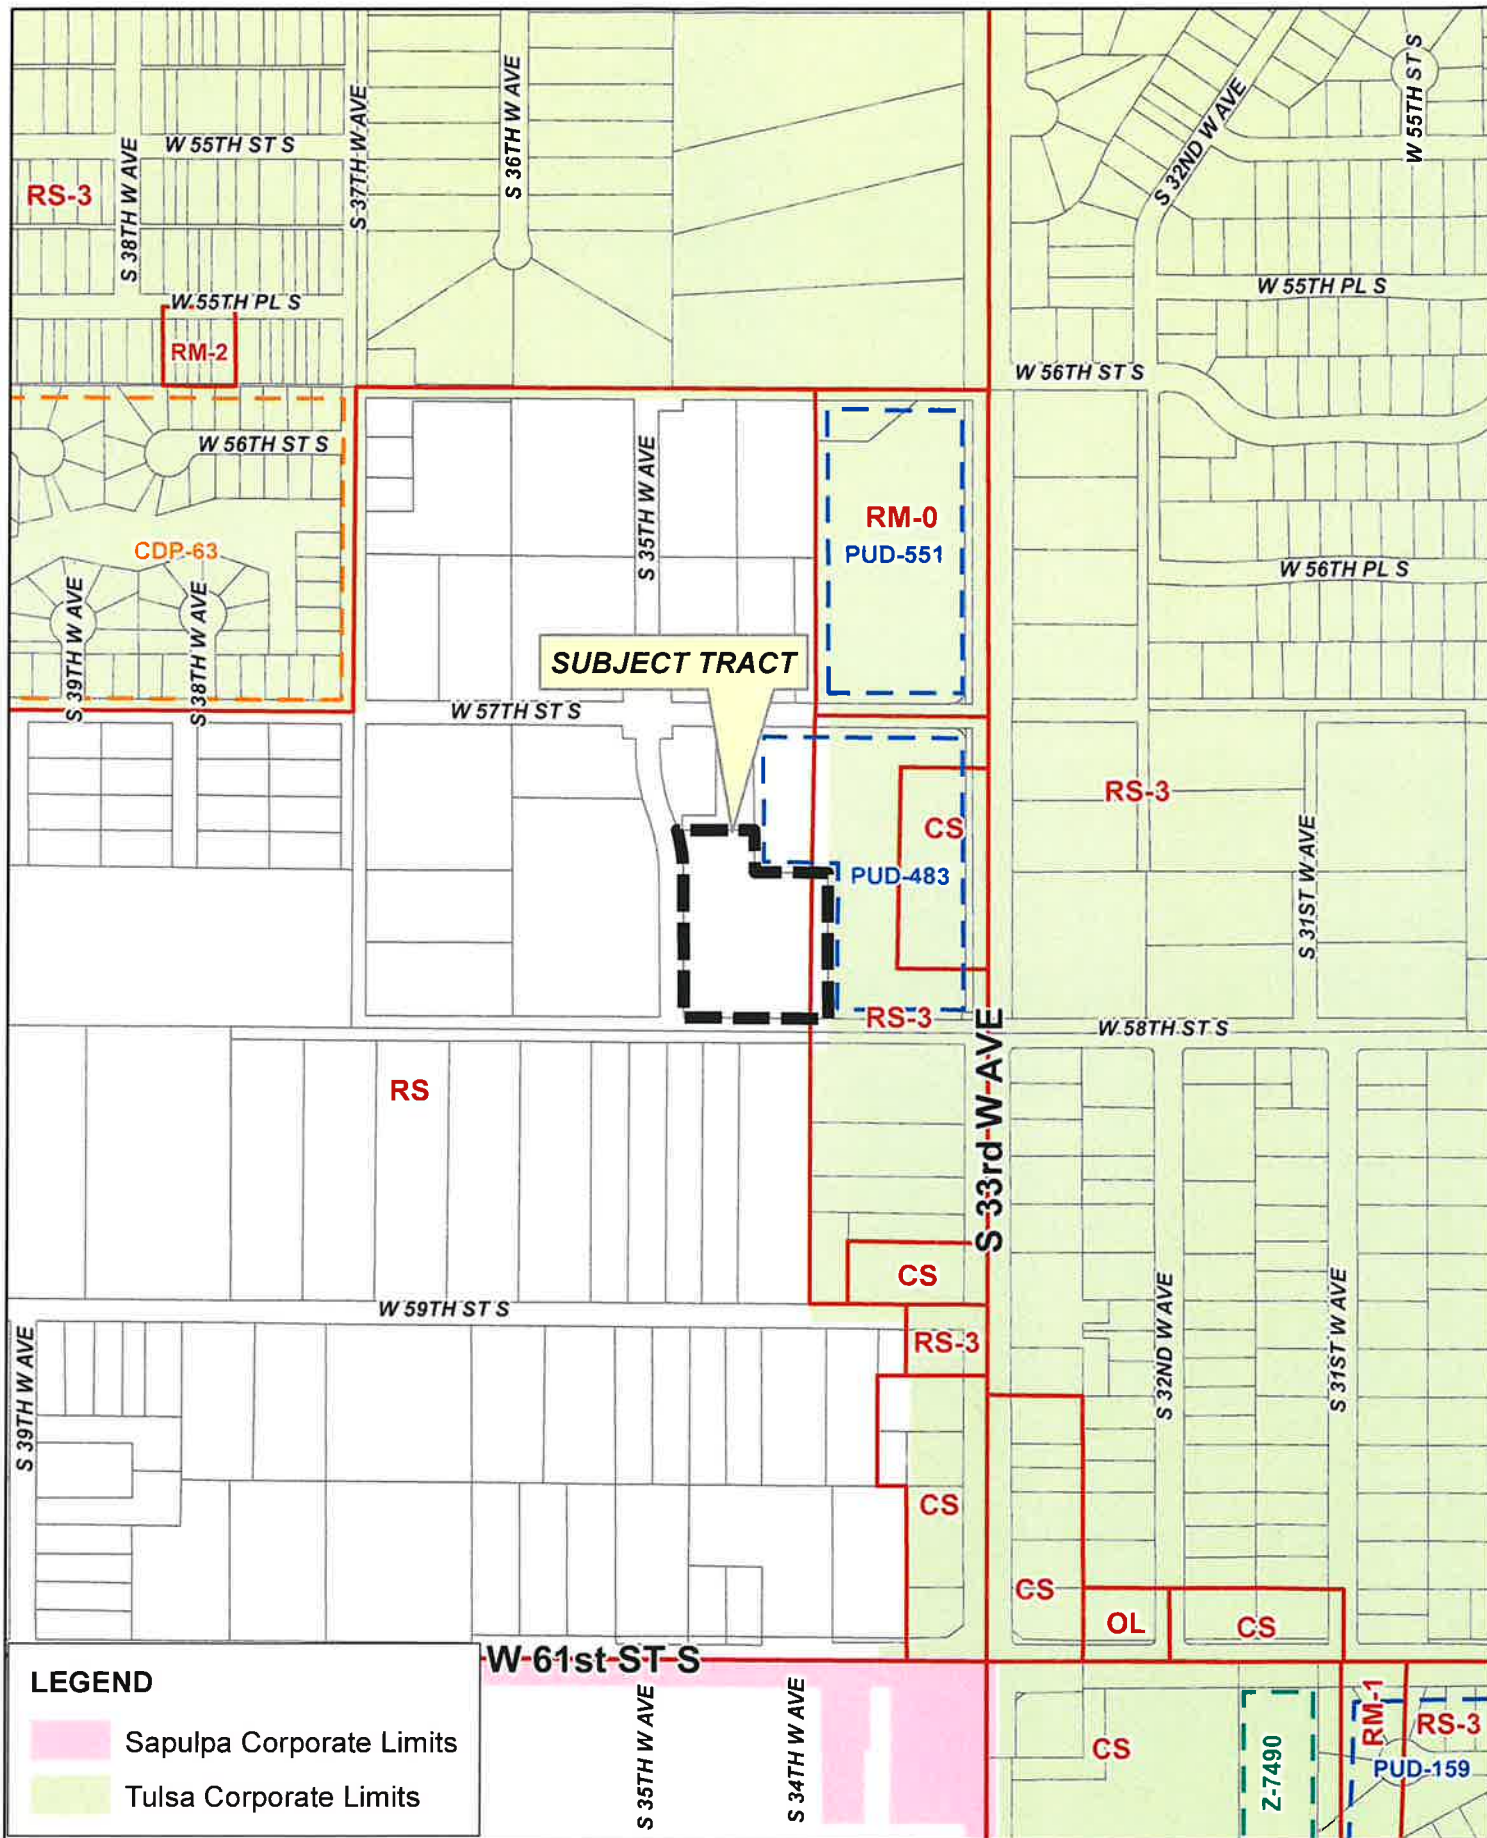 W 55TH ST S
S 38TH W AVE
S 37TH W AVE
S 36TH W AVE
S 32ND W AVE
W 55TH ST S
RS-3
W 55TH PL S
W 55TH PL S
RM-2
W 56TH ST S
W 56TH ST S
S 35TH W AVE
RM-0
PUD-551
CDP-63
W 56TH PL S
S 39TH W AVE
S 38TH W AVE
SUBJECT TRACT
W 57TH ST S
RS-3
CS
PUD-483
S 31ST W AVE
RS-3
W 58TH ST S
S 33rd W AVE
RS
CS
W 59TH ST S
RS-3
S 39TH W AVE
S 32ND W AVE
S 31ST W AVE
CS
CS
OL
CS
W 61st ST S
LEGEND
Sapulpa Corporate Limits
Tulsa Corporate Limits
S 35TH W AVE
S 34TH W AVE
CS
Z-7490
RM-1
RS-3
PUD-159